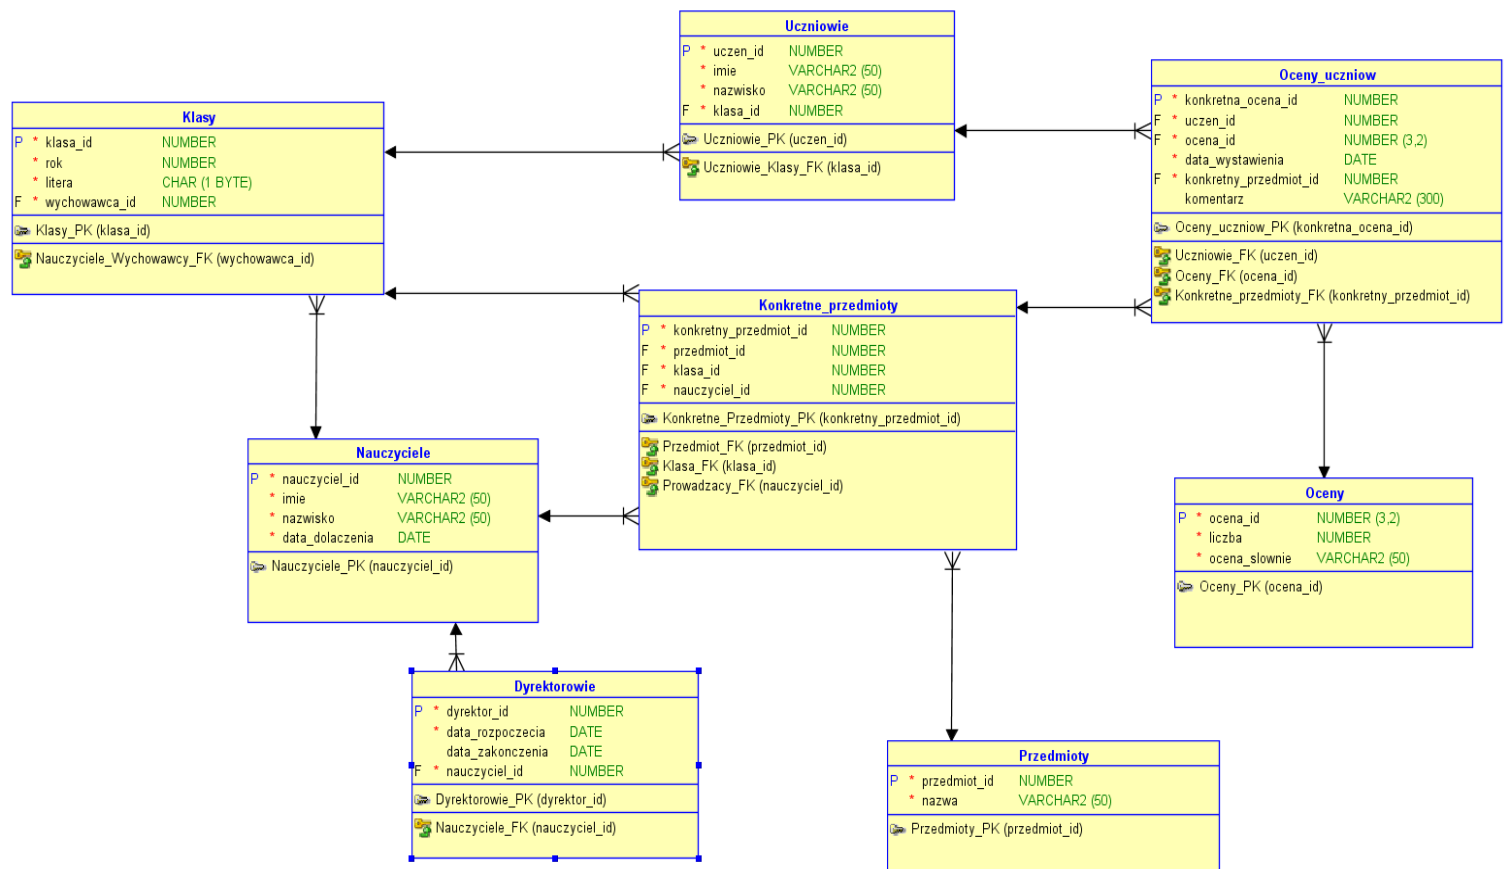 Uczniowie
P * uczen_id NUMBER
* imie VARCHAR2 (50)
* nazwisko VARCHAR2 (50)
F * klasa_id NUMBER
Uczniowie_PK (uczen_id)
Uczniowie_Klasy_FK (klasa_id)
Oceny_uczniow
P * konkretna_ocena_id NUMBER
F * uczen_id NUMBER
F * ocena_id NUMBER (3,2)
* data_wystawienia DATE
F * konkretny_przedmiot_id NUMBER
komentarz VARCHAR2 (300)
Oceny_uczniow_PK (konkretna_ocena_id)
Uczniowie_FK (uczen_id)
Oceny_FK (ocena_id)
Konkretne_przedmioty_FK (konkretny_przedmiot_id)
Klasy
P * klasa_id NUMBER
* rok NUMBER
* litera CHAR (1 BYTE)
F * wychowawca_id NUMBER
Klasy_PK (klasa_id)
Nauczyciele_Wychowawcy_FK (wychowawca_id)
Konkretne_przedmioty
P * konkretny_przedmiot_id NUMBER
F * przedmiot_id NUMBER
F * klasa_id NUMBER
F * nauczyciel_id NUMBER
Konkretne_Przedmioty_PK (konkretny_przedmiot_id)
Przedmiot_FK (przedmiot_id)
Klasa_FK (klasa_id)
Prowadzacy_FK (nauczyciel_id)
Nauczyciele
P * nauczyciel_id NUMBER
* imie VARCHAR2 (50)
* nazwisko VARCHAR2 (50)
* data_dolaczenia DATE
Nauczyciele_PK (nauczyciel_id)
Oceny
P * ocena_id NUMBER (3,2)
* liczba NUMBER
* ocena_slownie VARCHAR2 (50)
Oceny_PK (ocena_id)
Dyrektorowie
P * dyrektor_id NUMBER
* data_rozpoczecia DATE
data_zakonczenia DATE
F * nauczyciel_id NUMBER
Dyrektorowie_PK (dyrektor_id)
Nauczyciele_FK (nauczyciel_id)
Przedmioty
P * przedmiot_id NUMBER
* nazwa VARCHAR2 (50)
Przedmioty_PK (przedmiot_id)